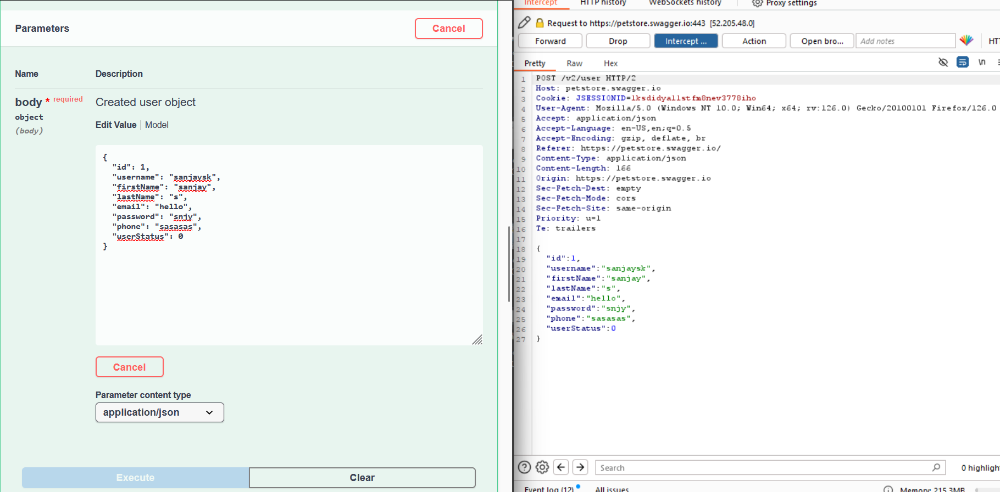 Parameters
Cancel
Name
Description
body * required
object
(body)
Created user object
Edit Value | Model
{
"id": 1,
"username": "sanjaysk",
"firstName": "sanjay",
"lastName": "s",
"email": "hello",
"password": "snjy",
"phone": "sasasas",
"userStatus": 0
}
Cancel
Parameter content type
application/json
Execute
Clear
Intercept
HTTP history
WebSockets history
Proxy settings
Request to https://petstore.swagger.io:443 [52.205.48.0]
Forward
Drop
Intercept ...
Action
Open bro...
Add notes
Pretty
Raw
Hex
\n
1 POST /v2/user HTTP/2
2 Host: petstore.swagger.io
3 Cookie: JSESSIONID=lksdidyallstfm8nev3778iho
4 User-Agent: Mozilla/5.0 (Windows NT 10.0; Win64; x64; rv:126.0) Gecko/20100101 Firefox/126.0
5 Accept: application/json
6 Accept-Language: en-US,en;q=0.5
7 Accept-Encoding: gzip, deflate, br
8 Referer: https://petstore.swagger.io/
9 Content-Type: application/json
10 Content-Length: 166
11 Origin: https://petstore.swagger.io
12 Sec-Fetch-Dest: empty
13 Sec-Fetch-Mode: cors
14 Sec-Fetch-Site: same-origin
15 Priority: u=1
16 Te: trailers
17
18 {
19 "id":1,
20 "username":"sanjaysk",
21 "firstName":"sanjay",
22 "lastName":"s",
23 "email":"hello",
24 "password":"snjy",
25 "phone":"sasasas",
26 "userStatus":0
27 }
Search
0 highligh
Event log (12)
All issues
Memory: 215.3MB